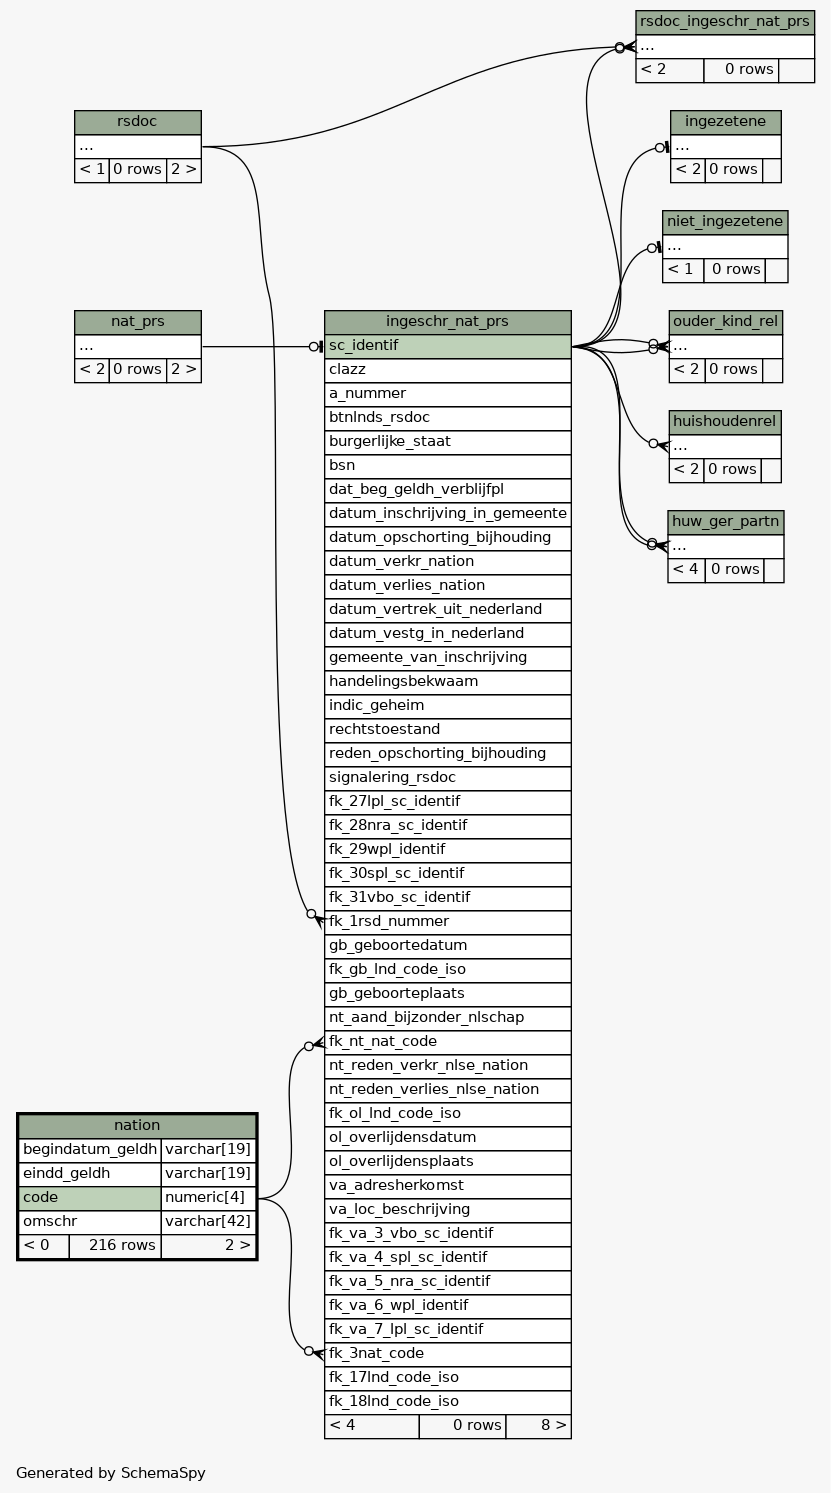 rsdoc_ingeschr_nat_prs
...
< 2 0 rows
rsdoc
...
< 1 0 rows 2 >
ingezetene
...
< 2 0 rows
niet_ingezetene
...
< 1 0 rows
nat_prs
...
< 2 0 rows 2 >
ouder_kind_rel
...
< 2 0 rows
huishoudenrel
...
< 2 0 rows
huw_ger_partn
...
< 4 0 rows
ingeschr_nat_prs
sc_identif
clazz
a_nummer
btnlnds_rsdoc
burgerlijke_staat
bsn
dat_beg_geldh_verblijfpl
datum_inschrijving_in_gemeente
datum_opschorting_bijhouding
datum_verkr_nation
datum_verlies_nation
datum_vertrek_uit_nederland
datum_vestg_in_nederland
gemeente_van_inschrijving
handelingsbekwaam
indic_geheim
rechtstoestand
reden_opschorting_bijhouding
signalering_rsdoc
fk_27lpl_sc_identif
fk_28nra_sc_identif
fk_29wpl_identif
fk_30spl_sc_identif
fk_31vbo_sc_identif
fk_1rsd_nummer
gb_geboortedatum
fk_gb_lnd_code_iso
gb_geboorteplaats
nt_aand_bijzonder_nlschap
fk_nt_nat_code
nt_reden_verkr_nlse_nation
nt_reden_verlies_nlse_nation
fk_ol_lnd_code_iso
ol_overlijdensdatum
ol_overlijdensplaats
va_adresherkomst
va_loc_beschrijving
fk_va_3_vbo_sc_identif
fk_va_4_spl_sc_identif
fk_va_5_nra_sc_identif
fk_va_6_wpl_identif
fk_va_7_lpl_sc_identif
fk_3nat_code
fk_17lnd_code_iso
fk_18lnd_code_iso
< 4 0 rows 8 >
nation
begindatum_geldh varchar[19]
eindd_geldh varchar[19]
code numeric[4]
omschr varchar[42]
< 0 216 rows 2 >
Generated by SchemaSpy